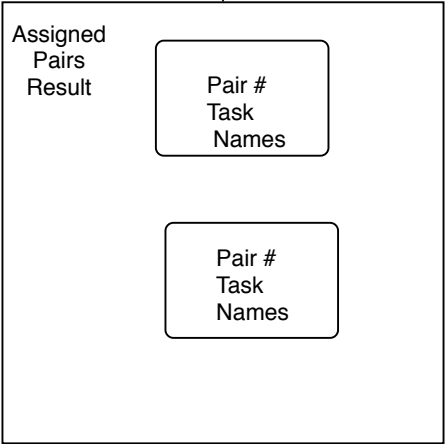 Assigned
Pairs
Result
Pair #
Task
Names
Pair #
Task
Names